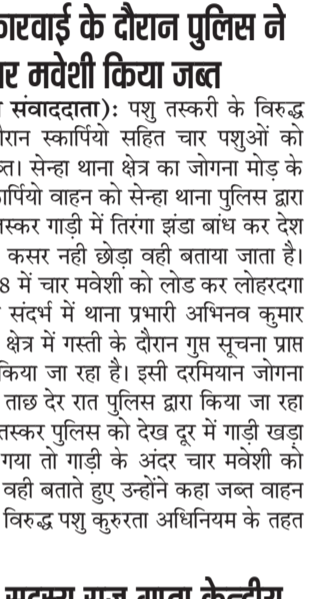 कारवाई के दौरान पुलिस ने
मवेशी किया जब्त
संवाददाता): पशु तस्करी के विरुद्ध
स्कार्पियो सहित चार पशुओं को
सेन्हा थाना क्षेत्र का जोगना मोड़ के
वाहन को सेन्हा थाना पुलिस द्वारा
तस्कर गाड़ी में तिरंगा झंडा बांध कर देश
कसर नही छोड़ा वही बताया जाता है।
8 में चार मवेशी को लोड कर लोहरदगा
संदर्भ में थाना प्रभारी अभिनव कुमार
क्षेत्र में गस्ती के दौरान गुप्त सूचना प्राप्त
किया जा रहा है। इसी दरमियान जोगना
ताछ देर रात पुलिस द्वारा किया जा रहा
तस्कर पुलिस को देख दूर में गाड़ी खड़ा
गया तो गाड़ी के अंदर चार मवेशी को
वही बताते हुए उन्होंने कहा जब्त वाहन
विरुद्ध पशु कुरुरता अधिनियम के तहत